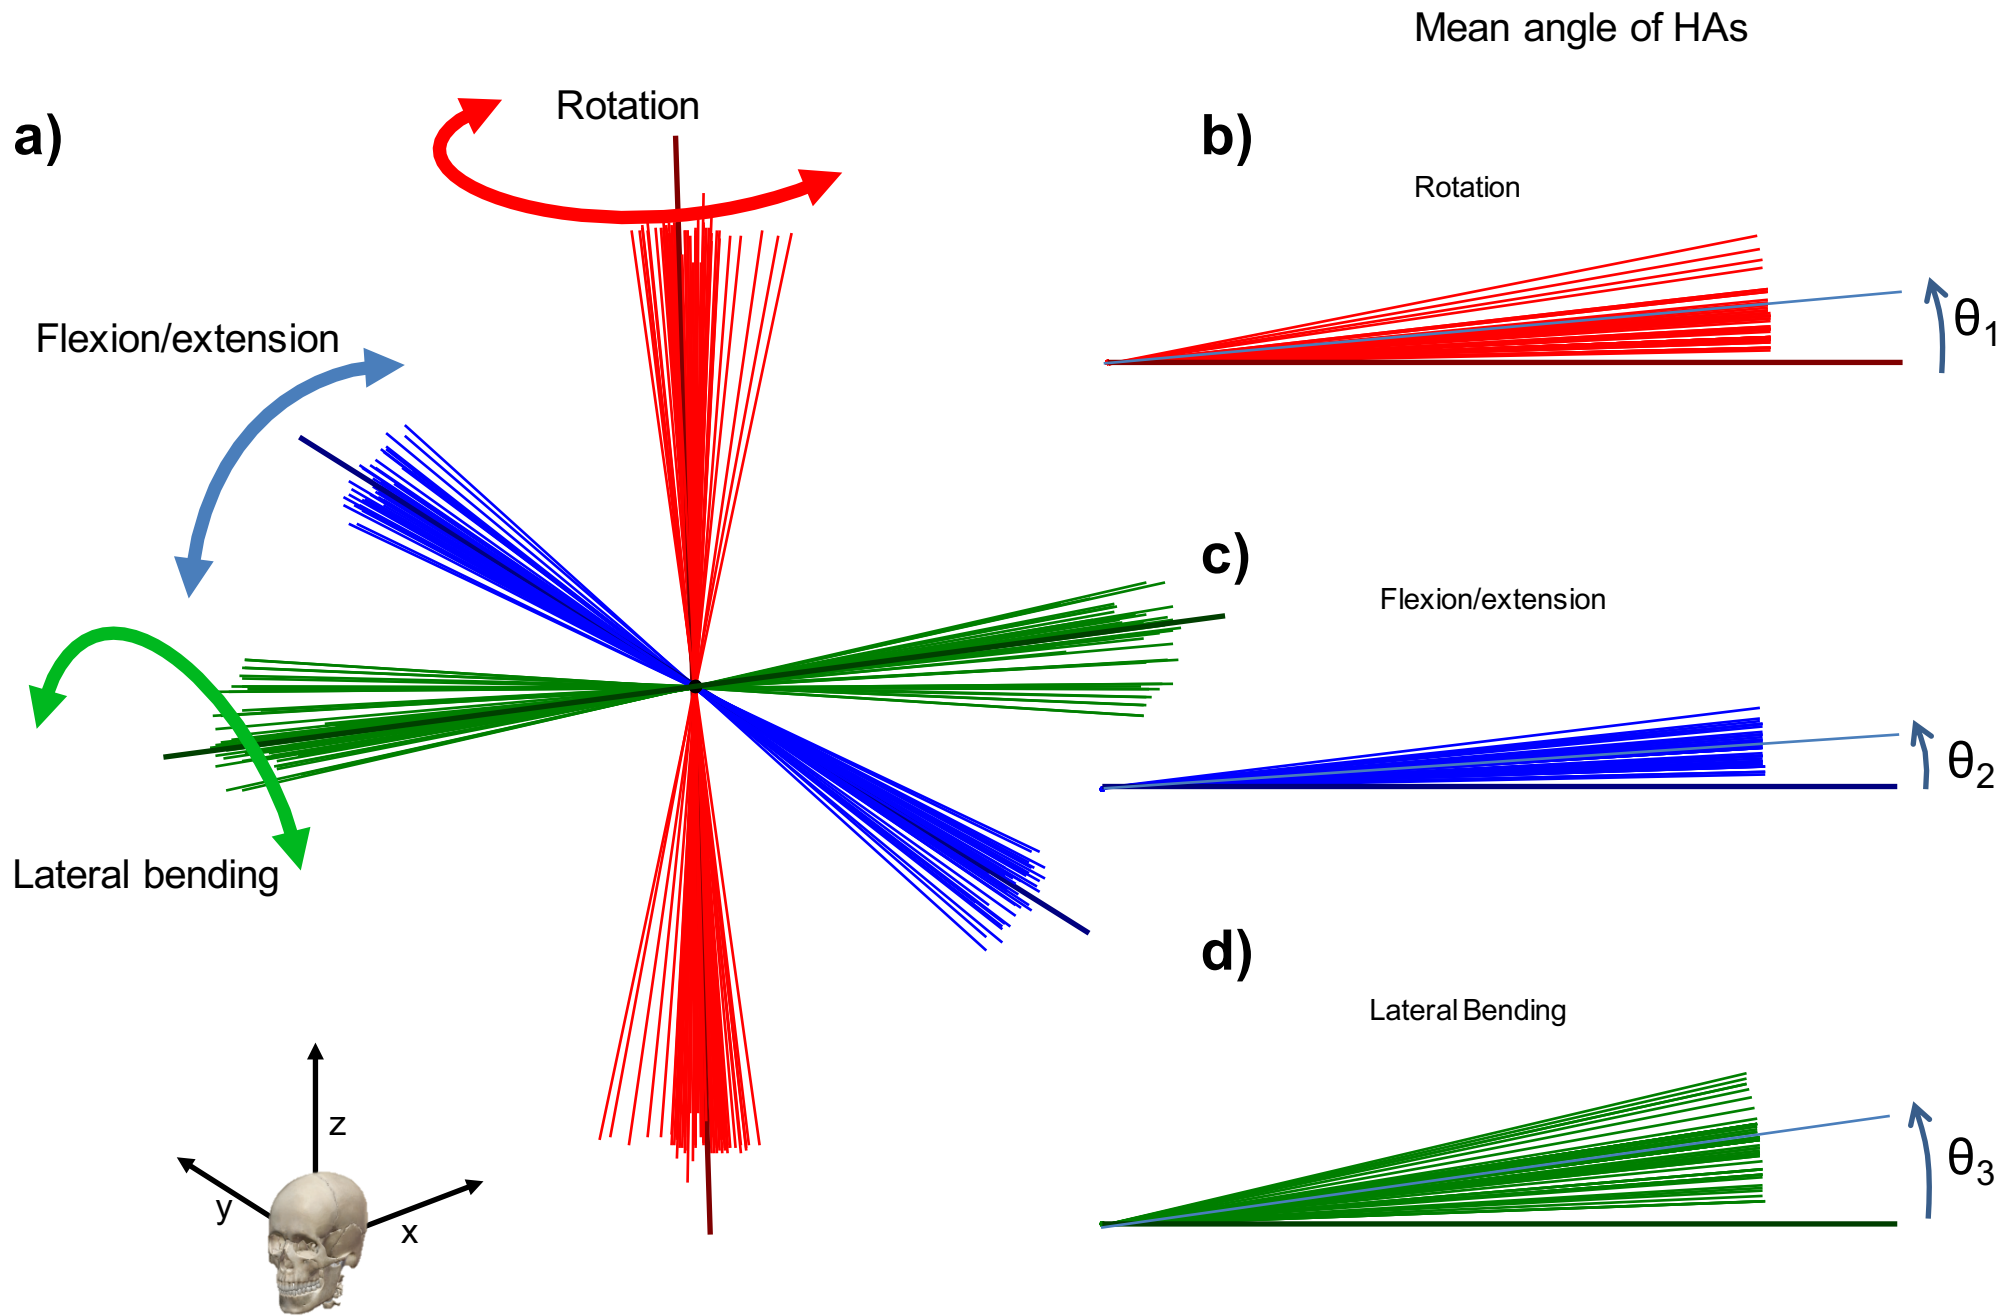 Mean angle of HAs
a)
Rotation
Flexion/extension
Lateral bending
z
y
x
b)
Rotation
θ1
c)
Flexion/extension
θ2
d)
Lateral Bending
θ3